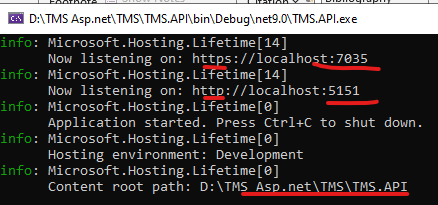 Footnote
Citation
Bibliography
D:\TMS Asp.net\TMS\TMS.API\bin\Debug\net9.0\TMS.API.exe
info: Microsoft.Hosting.Lifetime[14]
Now listening on: https://localhost:7035
info: Microsoft.Hosting.Lifetime[14]
Now listening on: http://localhost:5151
info: Microsoft.Hosting.Lifetime[0]
Application started. Press Ctrl+C to shut down.
info: Microsoft.Hosting.Lifetime[0]
Hosting environment: Development
info: Microsoft.Hosting.Lifetime[0]
Content root path: D:\TMS Asp.net\TMS\TMS.API